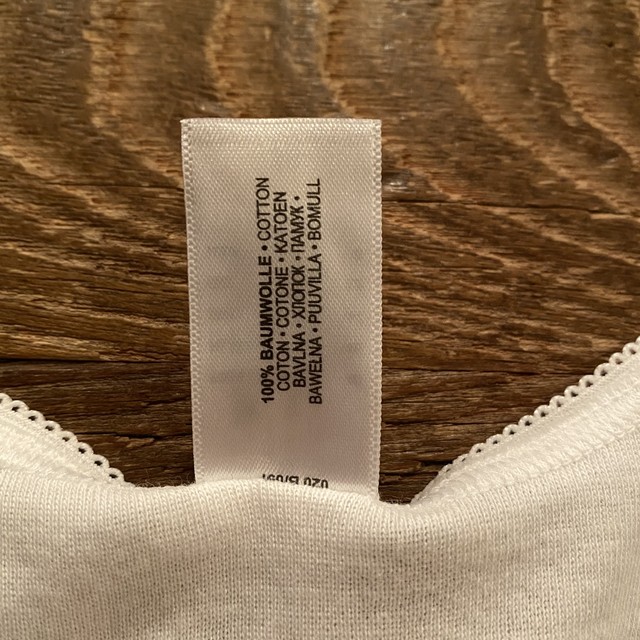 100% BAUMWOLLE • COTTON
COTON • COTONE • KATOEN
BAVLNA • ХЛОПОК • ПАМУК •
BAWEŁNA • PUUVILLA • BOMULL